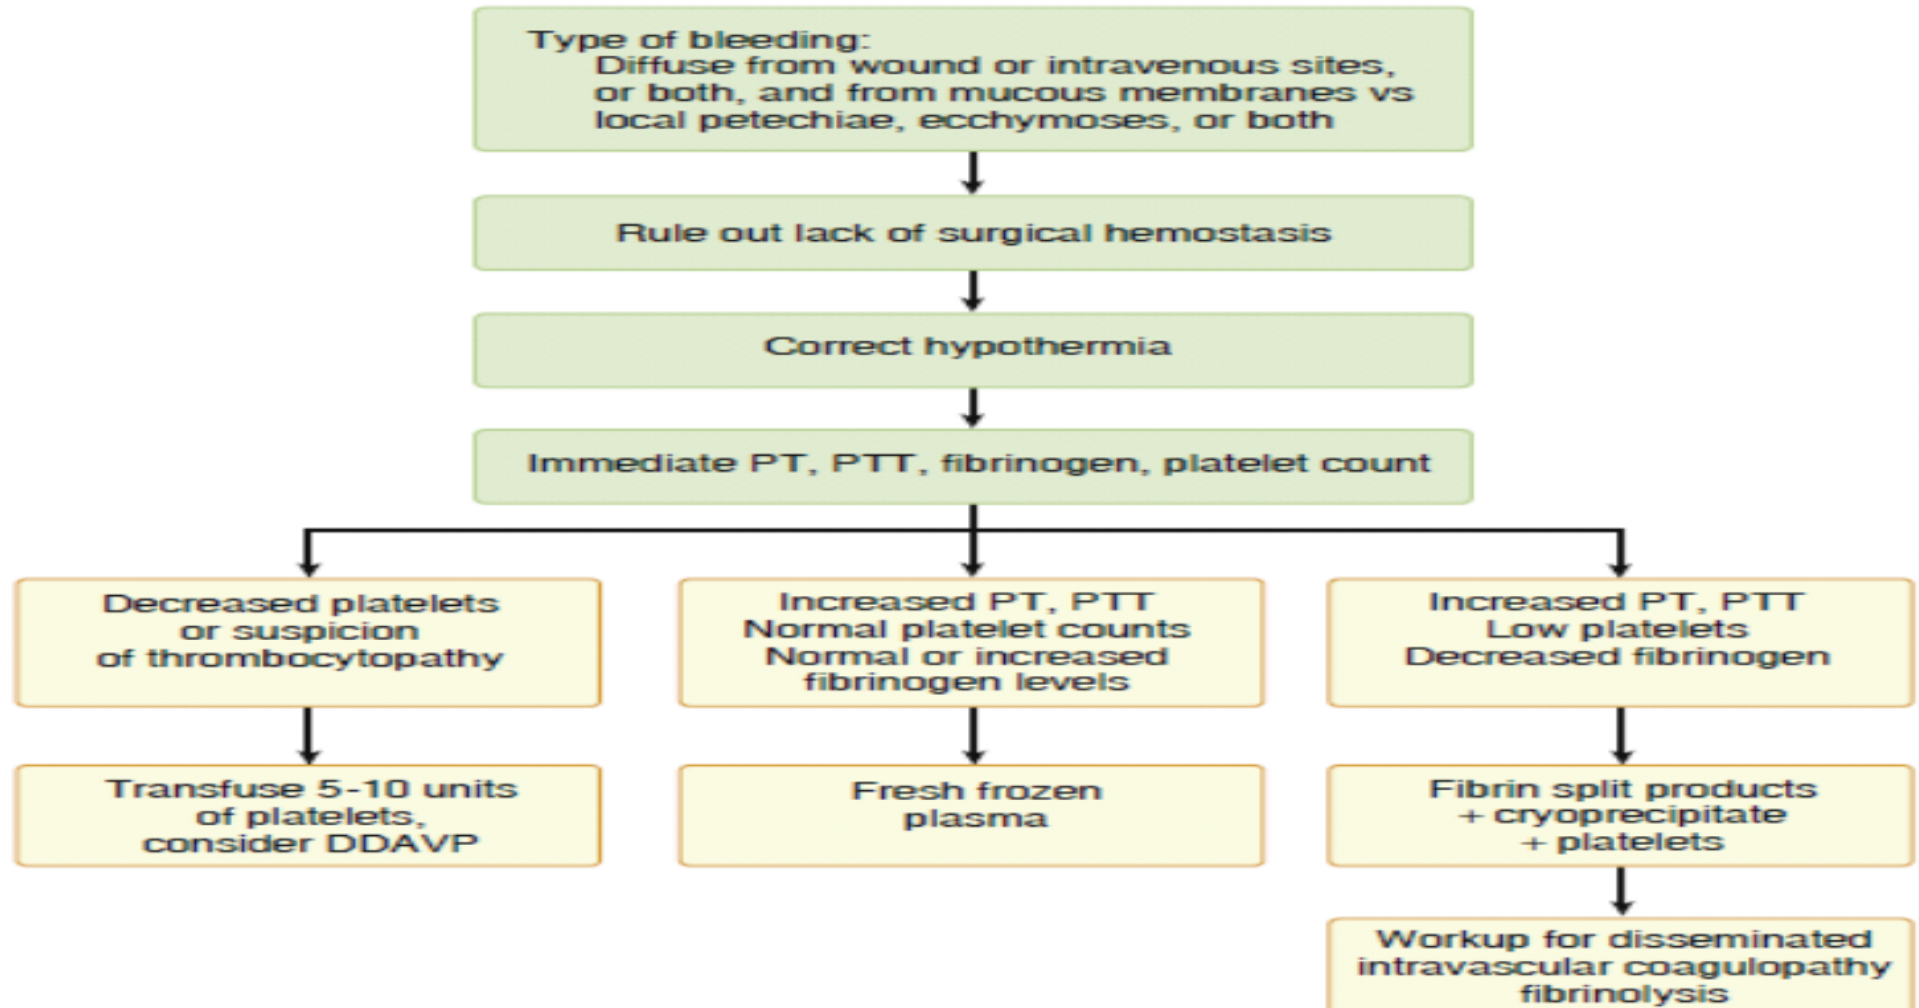 Type of bleeding:
Diffuse from wound or intravenous sites,
or both, and from mucous membranes vs
local petechiae, ecchymoses, or both
Rule out lack of surgical hemostasis
Correct hypothermia
Immediate PT, PTT, fibrinogen, platelet count
Decreased platelets
or suspicion
of thrombocytopathy
Increased PT, PTT
Normal platelet counts
Normal or increased
fibrinogen levels
Increased PT, PTT
Low platelets
Decreased fibrinogen
Transfuse 5-10 units
of platelets,
consider DDAVP
Fresh frozen
plasma
Fibrin split products
+ cryoprecipitate
+ platelets
Workup for disseminated
intravascular coagulopathy
fibrinolysis